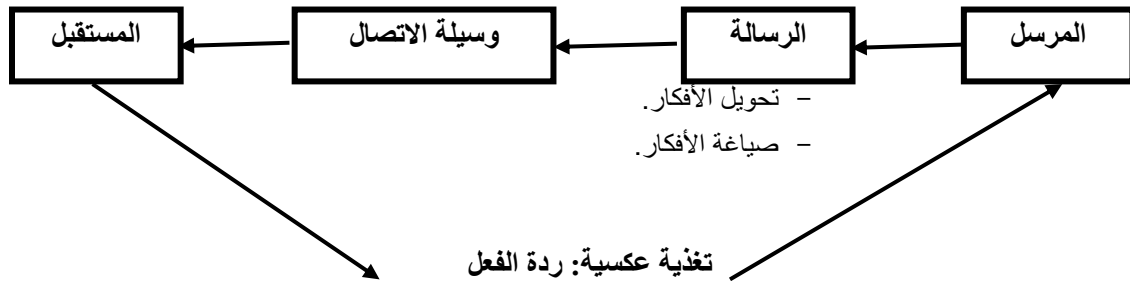 المرسل
الرسالة
وسيلة الاتصال
المستقبل
- تحويل الأفكار.
- صياغة الأفكار.
تغذية عكسية: ردة الفعل